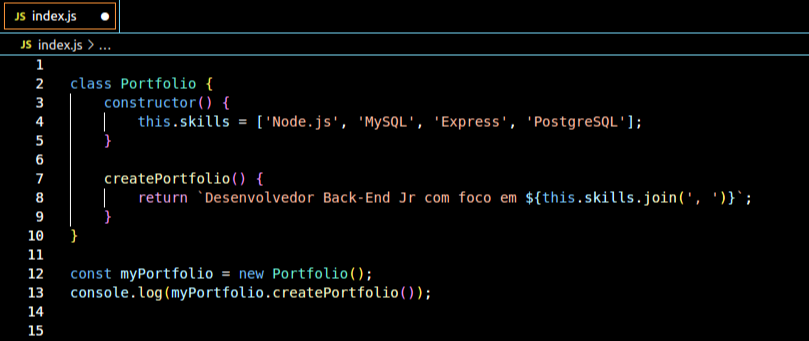 JS index.js ●
JS index.js > ...
1
2 class Portfolio {
3     constructor() {
4         this.skills = ['Node.js', 'MySQL', 'Express', 'PostgreSQL'];
5     }
6
7     createPortfolio() {
8         return `Desenvolvedor Back-End Jr com foco em ${this.skills.join(', ')}`;
9     }
10 }
11
12 const myPortfolio = new Portfolio();
13 console.log(myPortfolio.createPortfolio());
14
15